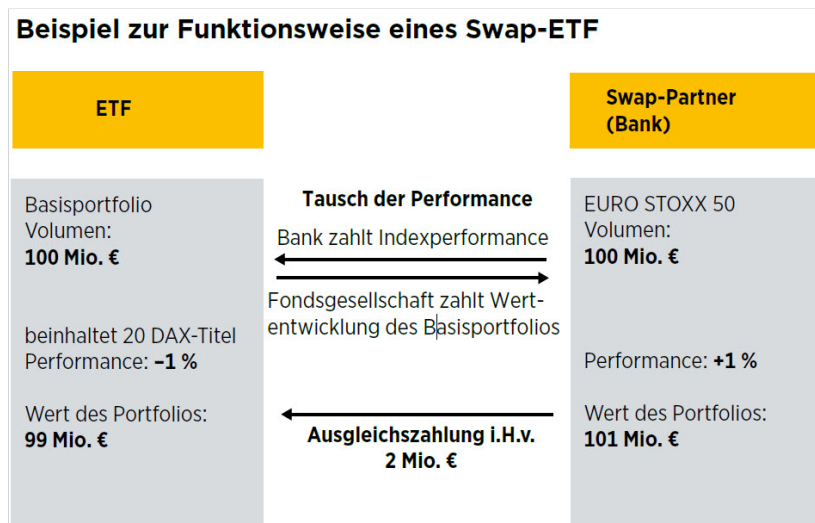 Beispiel zur Funktionsweise eines Swap-ETF
ETF
Swap-Partner
(Bank)
Basisportfolio
Volumen:
100 Mio. €
beinhaltet 20 DAX-Titel
Performance: –1 %
Wert des Portfolios:
99 Mio. €
Tausch der Performance
Bank zahlt Indexperformance
Fondsgesellschaft zahlt Wert-
entwicklung des Basisportfolios
Ausgleichszahlung i.H.v.
2 Mio. €
EURO STOXX 50
Volumen:
100 Mio. €
Performance: +1 %
Wert des Portfolios:
101 Mio. €